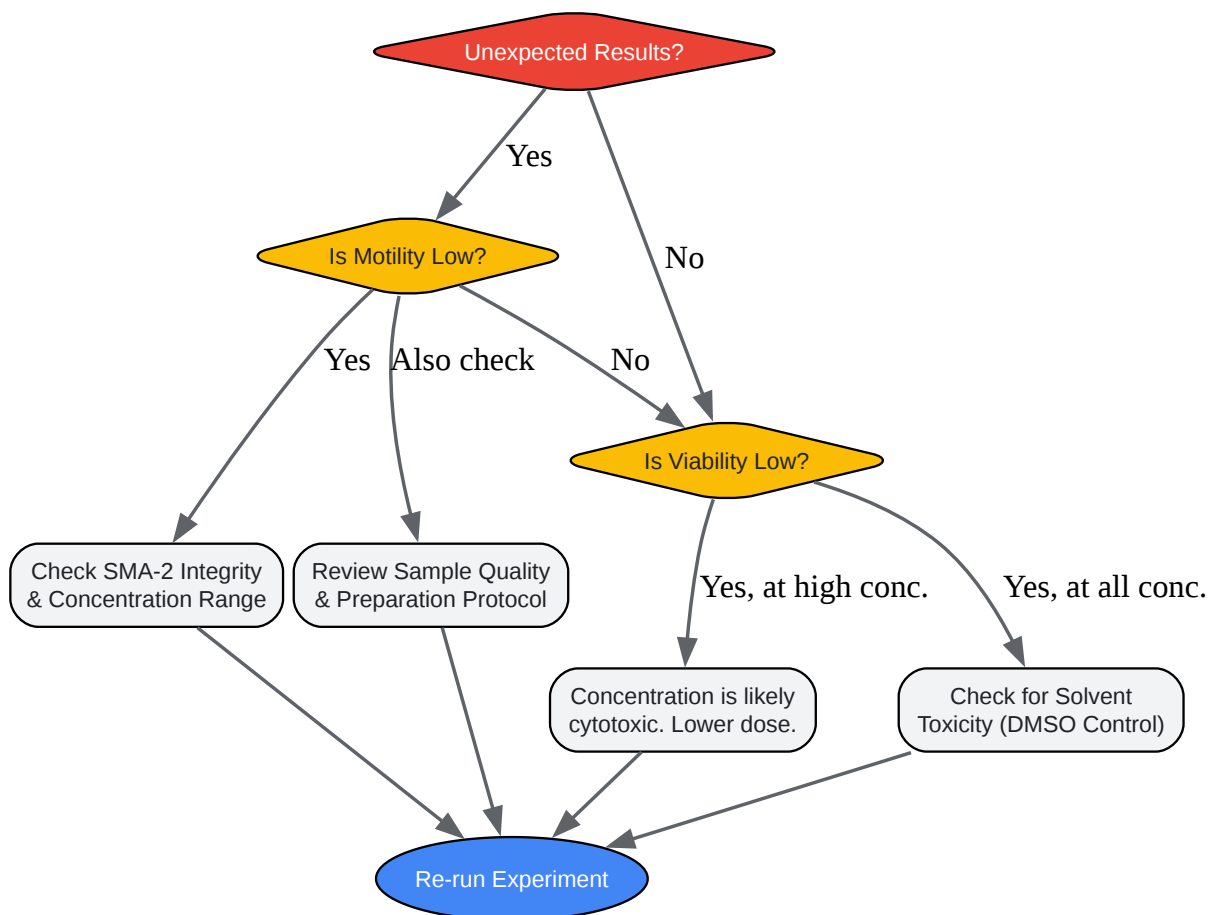 Unexpected Results?
Yes
Is Motility Low?
No
Yes
Also check
No
Is Viability Low?
Check SMA-2 Integrity
& Concentration Range
Review Sample Quality
& Preparation Protocol
Yes, at high conc.
Yes, at all conc.
Concentration is likely
cytotoxic. Lower dose.
Check for Solvent
Toxicity (DMSO Control)
Re-run Experiment